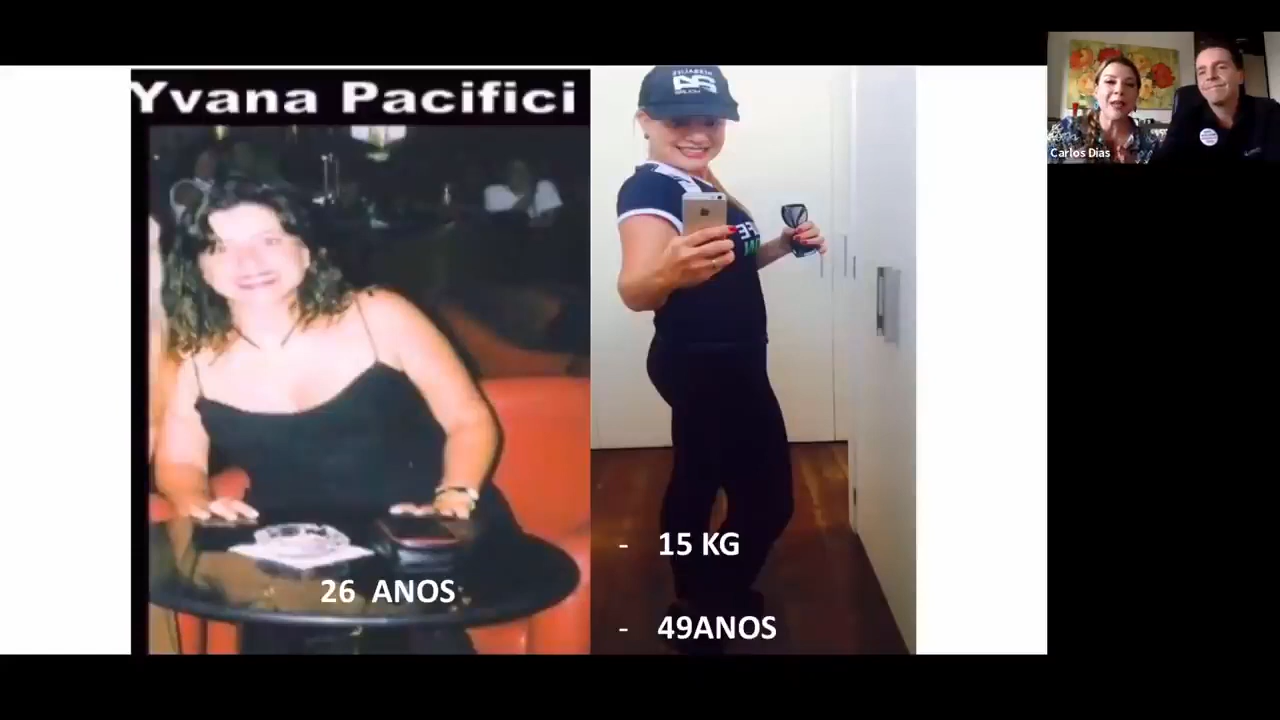 Yvana Pacifici
Carlos Dias
- 15 KG
26 ANOS
- 49ANOS